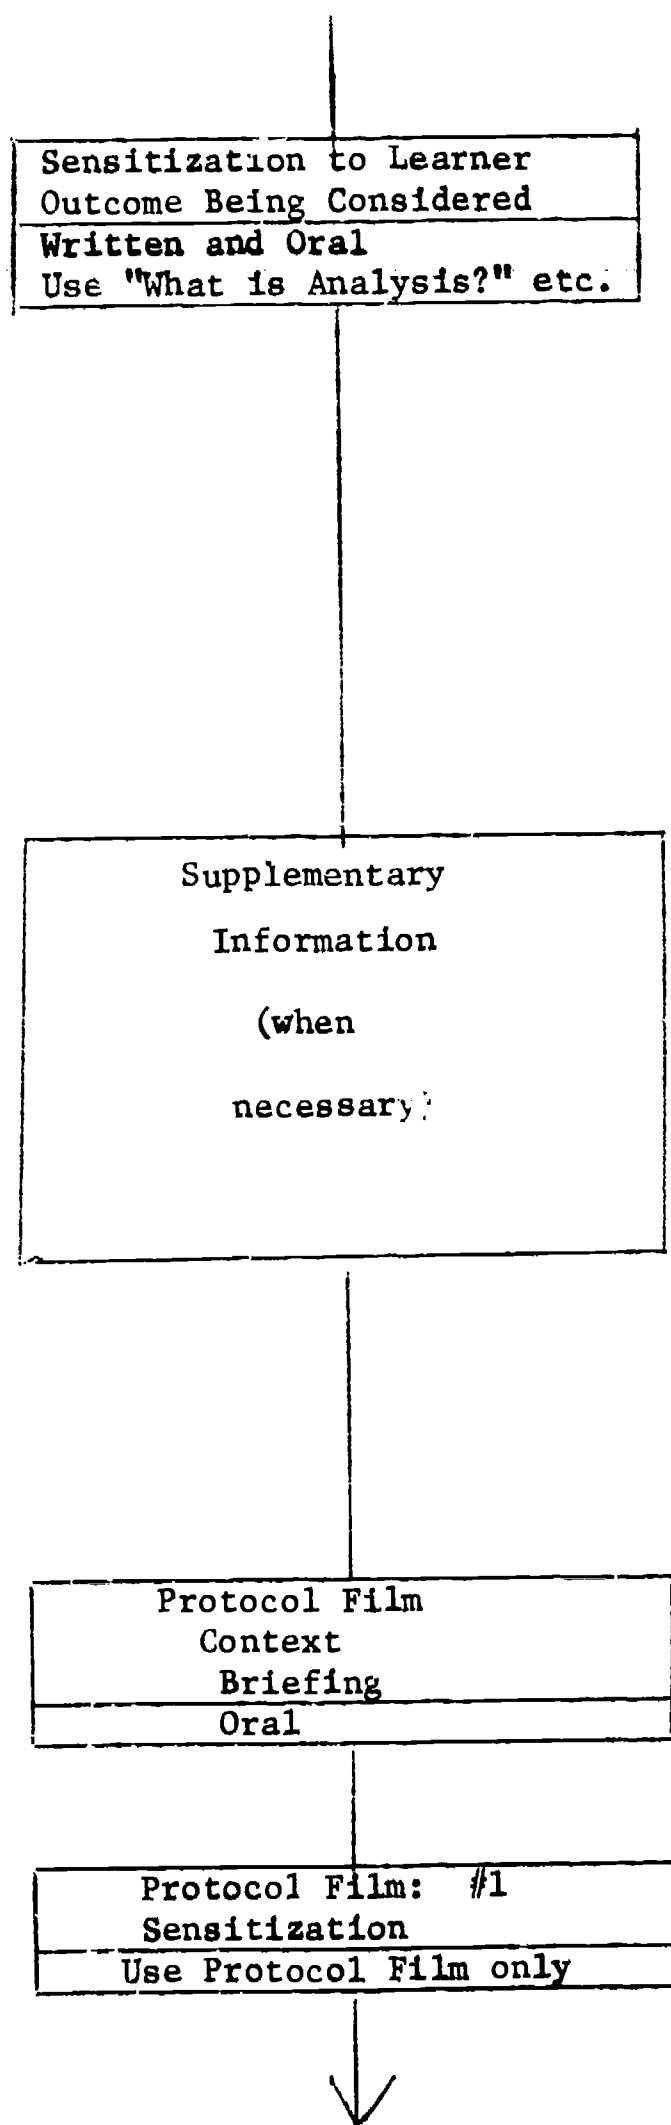 Sensitization to Learner
Outcome Being Considered
Written and Oral
Use "What is Analysis?" etc.
Supplementary
Information
(when
necessary)
Protocol Film
Context
Briefing
Oral
Protocol Film: #1
Sensitization
Use Protocol Film only